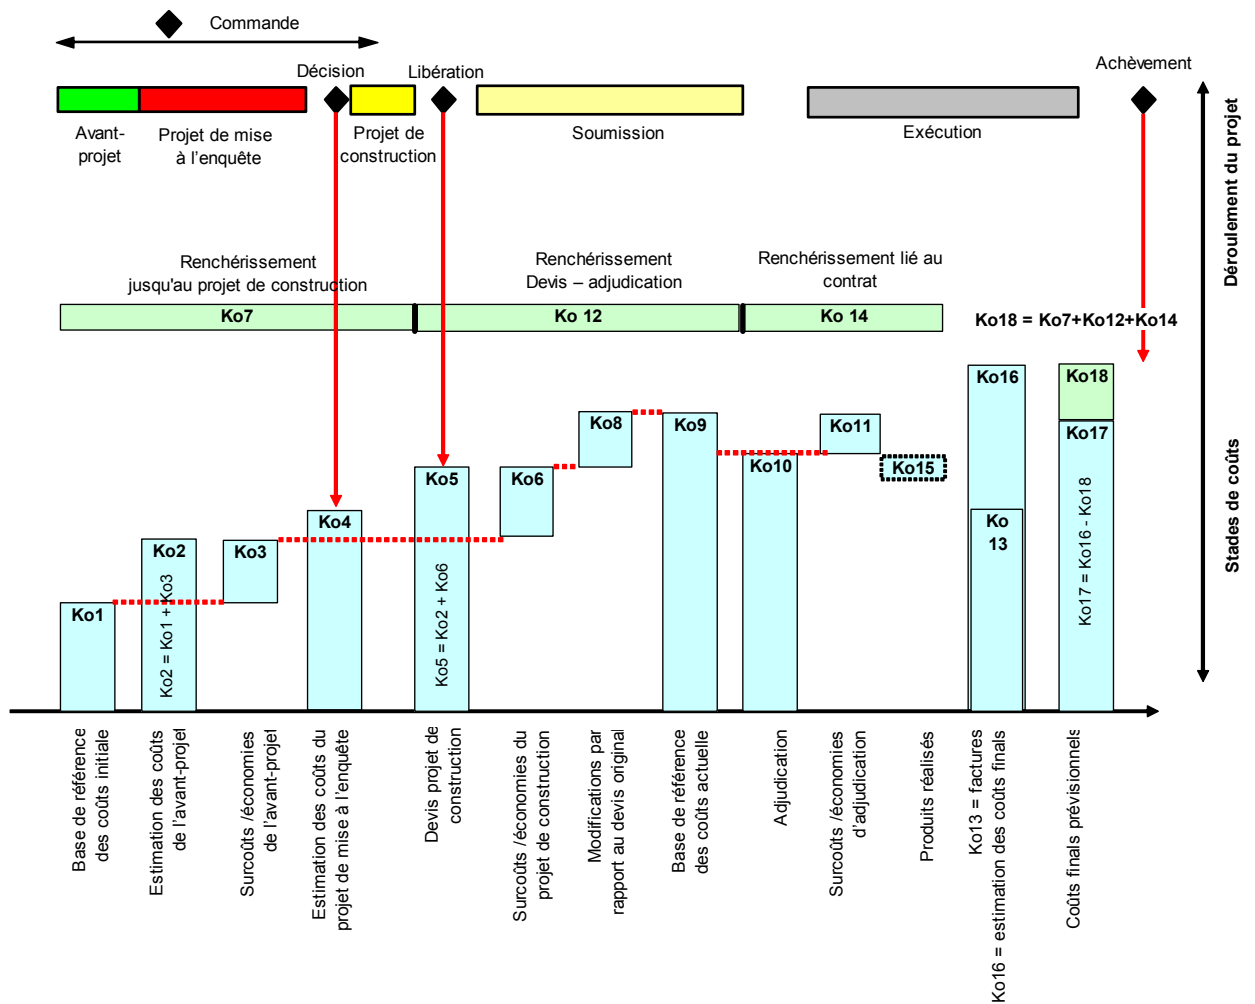 Commande
Décision
Libération
Achèvement
Avant-
projet
Projet de mise
à l'enquête
Projet de
construction
Soumission
Exécution
Déroulement du projet
Renchérissement
jusqu'au projet de construction
Renchérissement
Devis – adjudication
Renchérissement lié au
contrat
Ko7
Ko 12
Ko 14
Ko18 = Ko7+Ko12+Ko14
Ko1
Ko2
Ko2 = Ko1 + Ko3
Ko3
Ko4
Ko5
Ko5 = Ko2 + Ko6
Ko6
Ko8
Ko9
Ko10
Ko11
Ko15
Ko16
Ko
13
Ko18
Ko17
Ko17 = Ko16 - Ko18
Stades de coûts
Base de référence
des coûts initiale
Estimation des coûts
de l'avant-projet
Surcoûts /économies
de l'avant-projet
Estimation des coûts du
projet de mise à l'enquête
Devis projet de
construction
Surcoûts /économies du
projet de construction
Modifications par
rapport au devis original
Base de référence
des coûts actuelle
Adjudication
Surcoûts /économies
d'adjudication
Produits réalisés
Ko13 = factures
Ko16 = estimation des coûts finals
Coûts finals prévisionnels